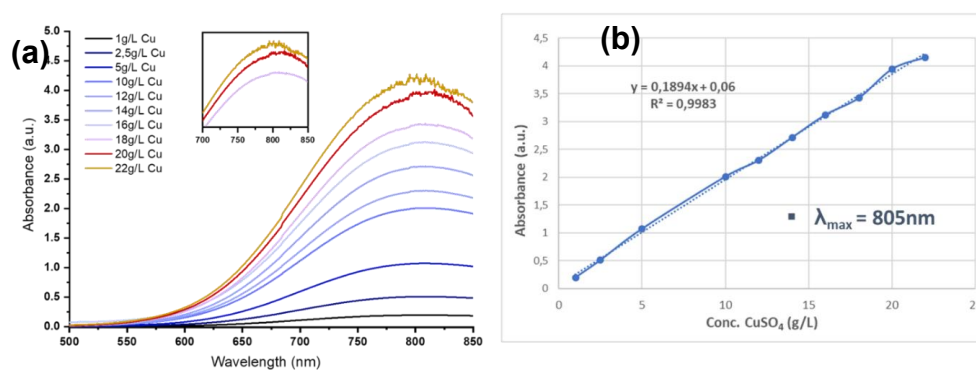 (a)
1g/L Cu
2,5g/L Cu
5g/L Cu
10g/L Cu
12g/L Cu
14g/L Cu
16g/L Cu
18g/L Cu
20g/L Cu
22g/L Cu
700 750 800 850
5.0
4.5
4.0
3.5
3.0
2.5
2.0
1.5
1.0
0.5
0.0
Absorbance (a.u.)
500 550 600 650 700 750 800 850
Wavelength (nm)
(b)
y = 0,1894x + 0,06
R² = 0,9983
λmax = 805nm
4,5
4
3,5
3
2,5
2
1,5
1
0,5
0
Absorbance (a.u.)
0 5 10 15 20
Conc. CuSO4 (g/L)